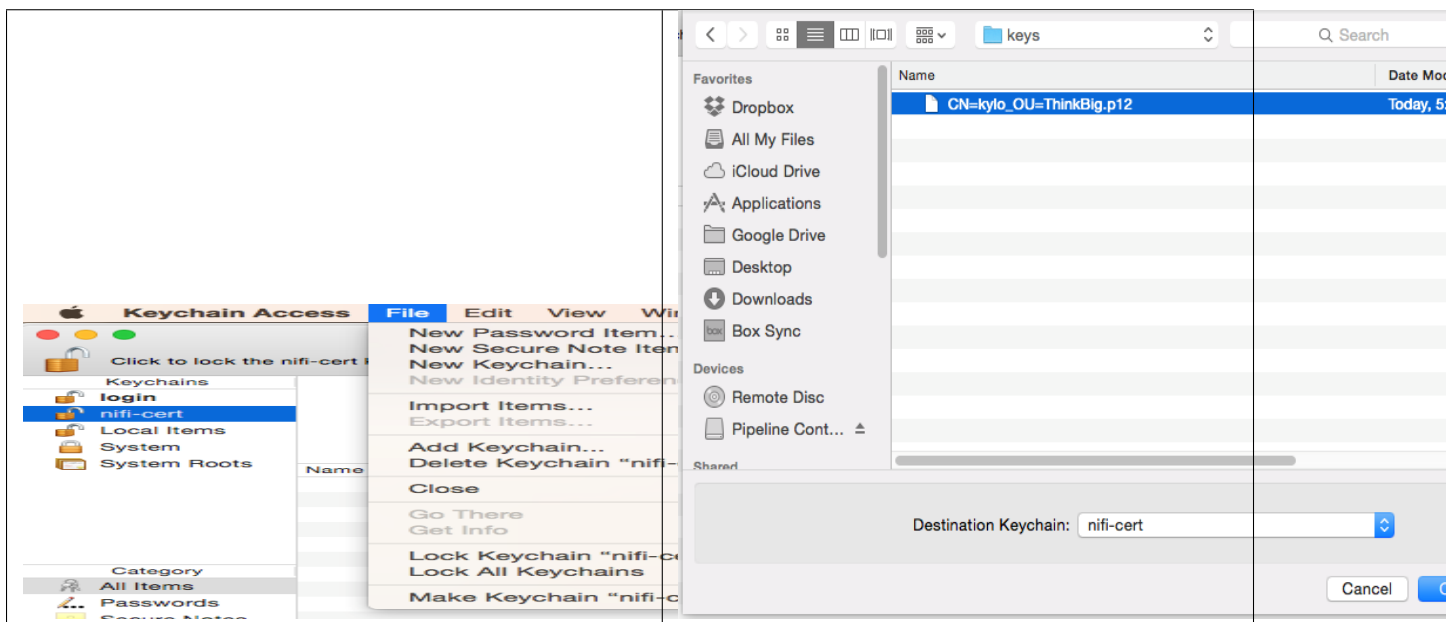 Keychain Access File Edit View
Click to lock the nifi-cert
Keychains
login
nifi-cert
Local Items
System
System Roots
Name
Category
All Items
Passwords
Secure Notes
New Password Item...
New Secure Note
New Keychain...
New Identity
Import Items...
Export Items...
Add Keychain...
Delete Keychain "nifi-
Close
Go There
Get Info
Lock Keychain "nifi-
Lock All Keychains
Make Keychain "nifi-
keys
Search
Favorites
Dropbox
All My Files
iCloud Drive
Applications
Google Drive
Desktop
Downloads
box Box Sync
Devices
Remote Disc
Pipeline Cont...
Shared
Name Date
CN=kylo_OU=ThinkBig.p12 Today,
Destination Keychain: nifi-cert
Cancel